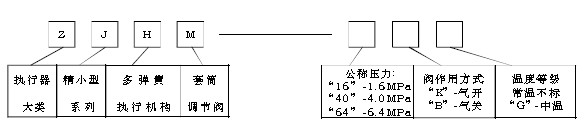 Z J H M
执行器
大类
精小型
系列
多弹簧
执行机构
套筒
调节阀
公称压力:
“16”-1.6MPa
“40”-4.0MPa
“64”-6.4MPa
阀作用方式
“K”-气开
“B”-气关
温度等级
常温不标
“G”-中温